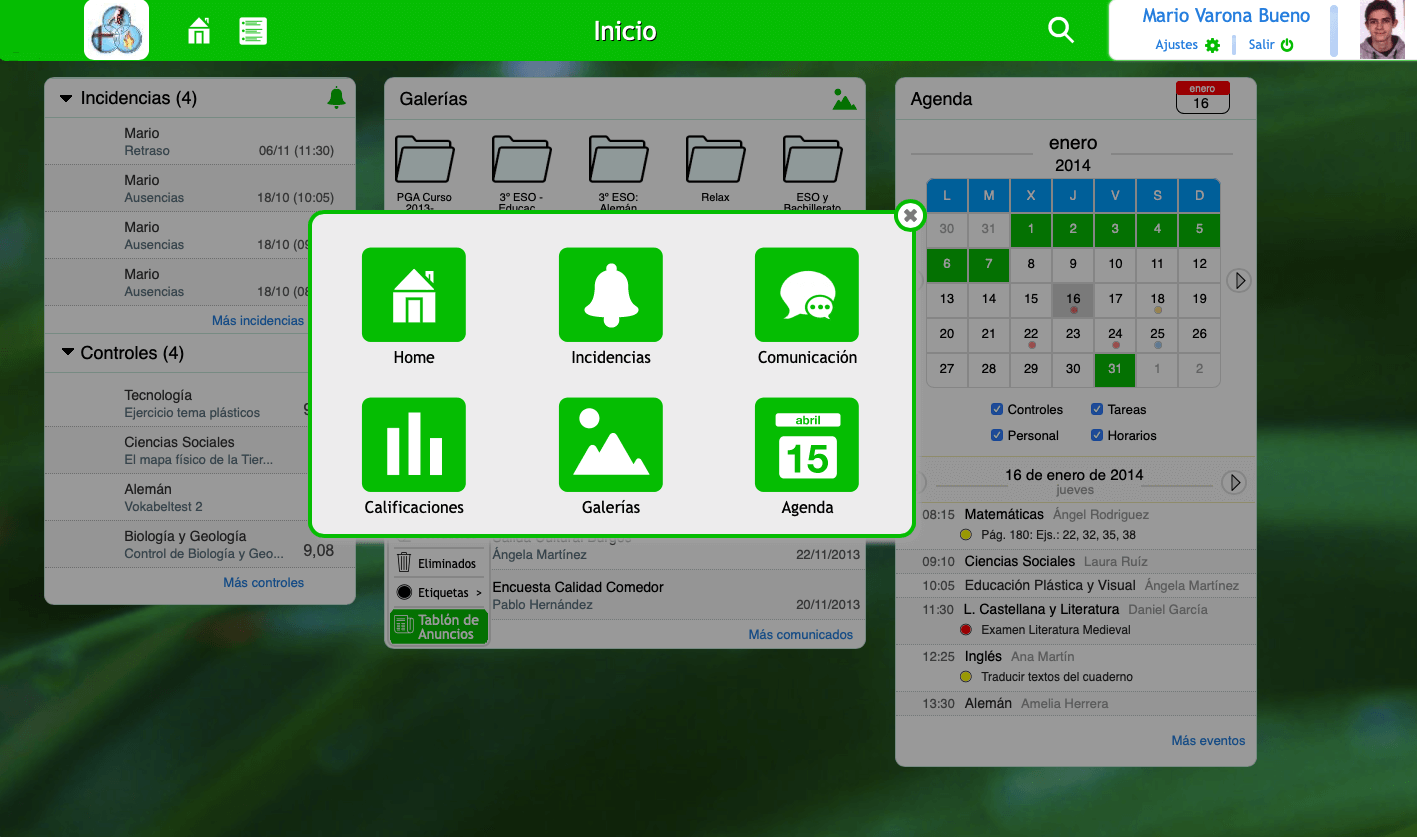 Inicio
Mario Varona Bueno
Ajustes
Salir
Incidencias (4)
Mario
Retraso 06/11 (11:30)
Mario
Ausencias 18/10 (10:05)
Mario
Ausencias 18/10
Mario
Ausencias 18/10
Más incidencias
Controles (4)
Tecnología
Ejercicio tema plásticos
Ciencias Sociales
El mapa físico de la Tier...
Alemán
Vokabeltest 2
Biología y Geología
Control de Biología y Geo... 9,08
Más controles
Galerías
PGA Curso
2013-
3º ESO -
Educac
3º ESO:
Alemán
Relax
ESO y
Bachillerato
Home
Incidencias
Comunicación
Calificaciones
Galerías
abril
15
Agenda
Salida Cultural Burgos
Ángela Martínez 22/11/2013
Encuesta Calidad Comedor
Pablo Hernández 20/11/2013
Más comunicados
Eliminados
Etiquetas >
Tablón de
Anuncios
Agenda
enero
16
enero
2014
L M X J V S D
30 31 1 2 3 4 5
6 7 8 9 10 11 12
13 14 15 16 17 18 19
20 21 22 23 24 25 26
27 28 29 30 31 1 2
Controles Tareas
Personal Horarios
16 de enero de 2014
jueves
08:15 Matemáticas Ángel Rodriguez
Pág. 180: Ejs.: 22, 32, 35, 38
09:10 Ciencias Sociales Laura Ruíz
10:05 Educación Plástica y Visual Ángela Martínez
11:30 L. Castellana y Literatura Daniel García
Examen Literatura Medieval
12:25 Inglés Ana Martín
Traducir textos del cuaderno
13:30 Alemán Amelia Herrera
Más eventos